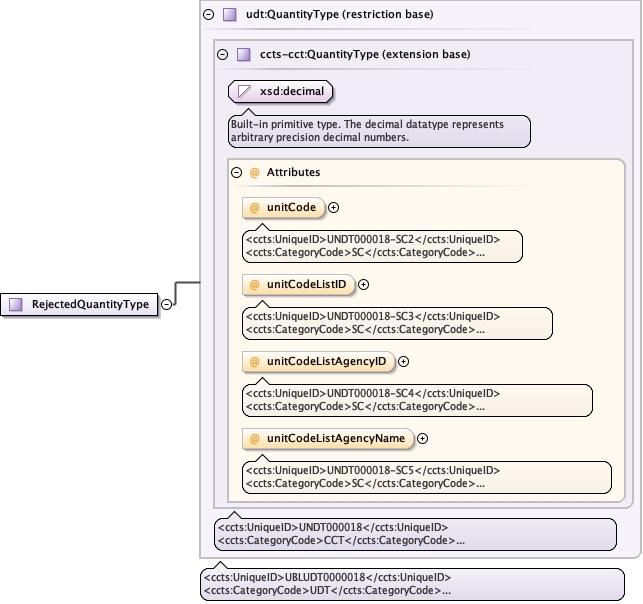 udt:QuantityType (restriction base)
ccts-cct:QuantityType (extension base)
xsd:decimal
Built-in primitive type. The decimal datatype represents
arbitrary precision decimal numbers.
@ Attributes
@ unitCode
<ccts:UniqueID>UNDT000018-SC2</ccts:UniqueID>
<ccts:CategoryCode>SC</ccts:CategoryCode>...
@ unitCodeListID
<ccts:UniqueID>UNDT000018-SC3</ccts:UniqueID>
<ccts:CategoryCode>SC</ccts:CategoryCode>...
RejectedQuantityType
@ unitCodeListAgencyID
<ccts:UniqueID>UNDT000018-SC4</ccts:UniqueID>
<ccts:CategoryCode>SC</ccts:CategoryCode>...
@ unitCodeListAgencyName
<ccts:UniqueID>UNDT000018-SC5</ccts:UniqueID>
<ccts:CategoryCode>SC</ccts:CategoryCode>...
<ccts:UniqueID>UNDT000018</ccts:UniqueID>
<ccts:CategoryCode>CCT</ccts:CategoryCode>...
<ccts:UniqueID>UBLUDT0000018</ccts:UniqueID>
<ccts:CategoryCode>UDT</ccts:CategoryCode>...